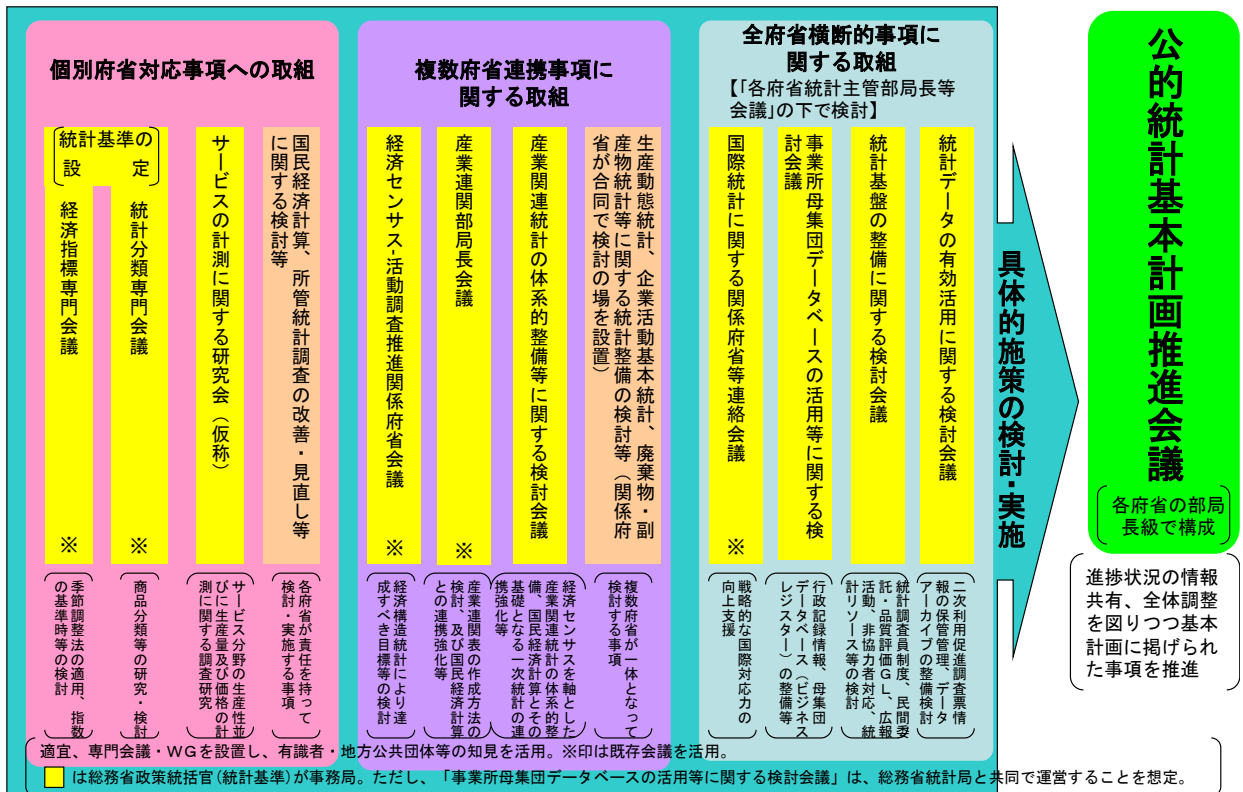 個別府省対応事項への取組
統計基準の
設　定
経済指標専門会議
※
季節調整法の適用、指数
の基準時等の検討
統計分類専門会議
※
商品分類等の研究・検討
サービスの計測に関する研究会（仮称）
サービス分野の生産性並
びに生産量及び価格の計
測に関する調査研究
国民経済計算、所管統計調査の改善・見直し等
に関する検討等
各府省が責任を持って
検討・実施する事項
複数府省連携事項に
関する取組
経済センサス-活動調査推進関係府省会議
※
経済構造統計により達
成すべき目標等の検討
産業連関部局長会議
※
産業連関表の作成方法の
検討、及び国民経済計算
との連携強化等
産業関連統計の体系的整備等に関する検討会議
経済センサスを軸とした
産業関連統計の体系的整
備、国民経済計算とその
基礎となる一次統計の連
携強化等
生産動態統計、企業活動基本統計、廃棄物・副
産物統計等に関する統計整備の検討等（関係府
省が合同で検討の場を設置）
複数府省が一体となって
検討する事項
全府省横断的事項に
関する取組
【「各府省統計主管部局長等
会議」の下で検討】
国際統計に関する関係府省等連絡会議
※
戦略的な国際対応力の
向上支援
事業所母集団データベースの活用等に関する検
討会議
行政記録情報、母集団
データベース（ビジネス
レジスター）の整備等
統計基盤の整備に関する検討会議
統計調査員制度、民間委
託・品質評価ＧＬ、広報
活動、非協力者対応、統
計リソース等の検討
統計データの有効活用に関する検討会議
二次利用促進調査票情
報の保管管理、データ
アーカイブの整備検討
具体的施策の検討・実施
公的統計基本計画推進会議
各府省の部局
長級で構成
進捗状況の情報
共有、全体調整
を図りつつ基本
計画に掲げられ
た事項を推進
適宜、専門会議・ＷＧを設置し、有識者・地方公共団体等の知見を活用。※印は既存会議を活用。
は総務省政策統括官（統計基準）が事務局。ただし、「事業所母集団データベースの活用等に関する検討会議」は、総務省統計局と共同で運営することを想定。